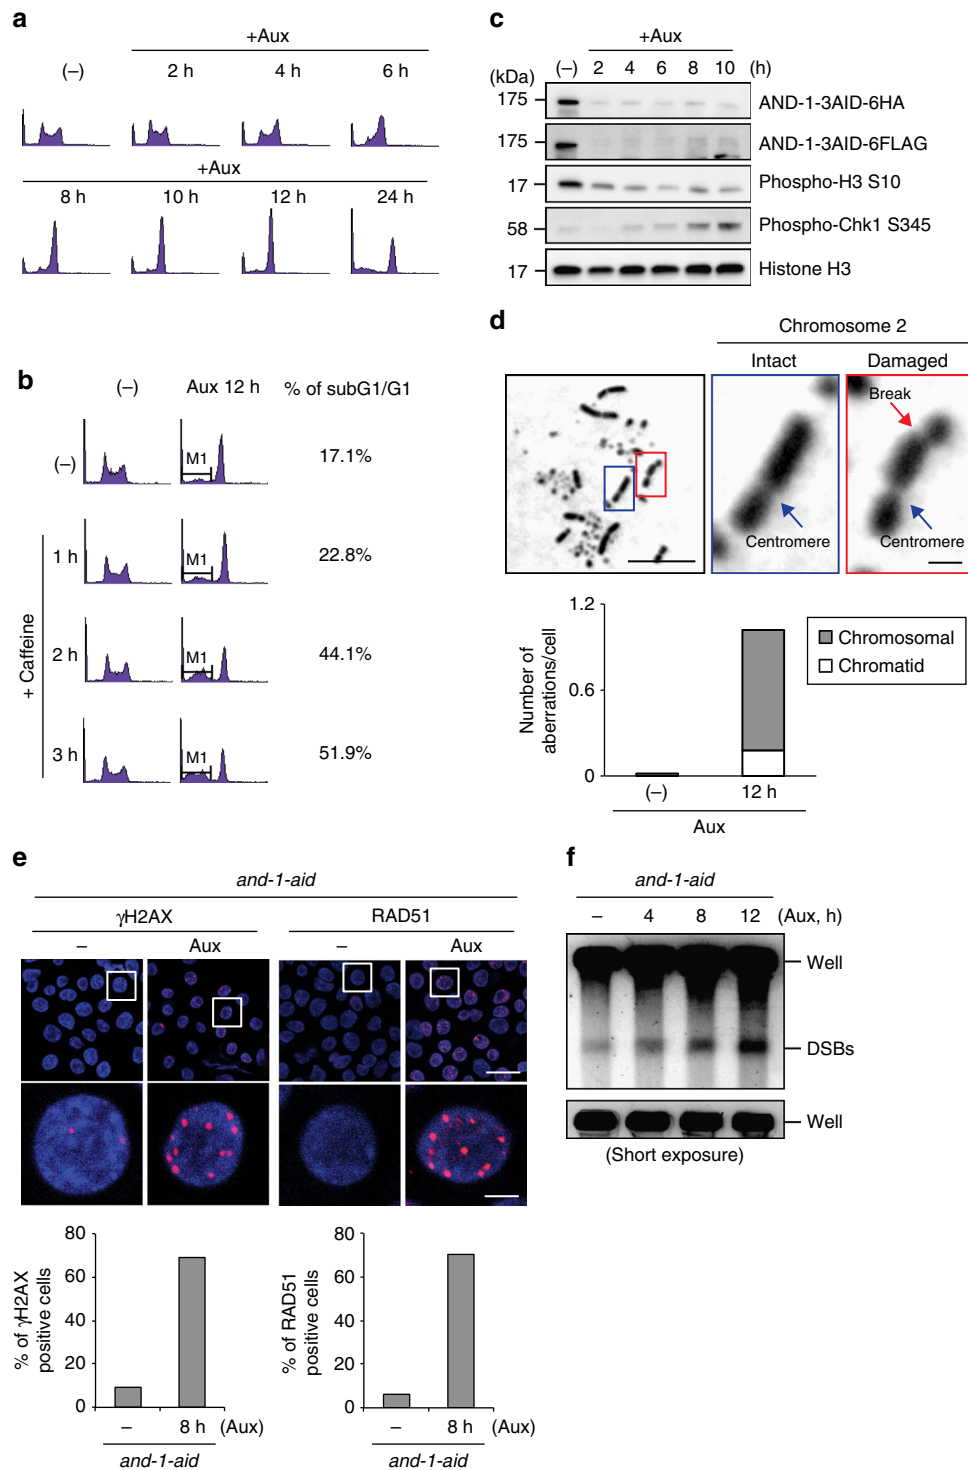 a
+Aux
(–) 2 h 4 h 6 h
+Aux
8 h 10 h 12 h 24 h
b
(–) Aux 12 h % of subG1/G1
(–) M1 17.1%
+ Caffeine
1 h M1 22.8%
2 h M1 44.1%
3 h M1 51.9%
c
+Aux
(kDa) (–) 2 4 6 8 10 (h)
175 AND-1-3AID-6HA
175 AND-1-3AID-6FLAG
17 Phospho-H3 S10
58 Phospho-Chk1 S345
17 Histone H3
d
Chromosome 2
Intact Damaged
Break
Centromere Centromere
Number of
aberrations/cell
1.2
0.6
0
Chromosomal
Chromatid
(–) 12 h
Aux
e
and-1-aid
γH2AX RAD51
– Aux – Aux
% of γH2AX
positive cells
80
60
40
20
0
– 8 h (Aux)
and-1-aid
% of RAD51
positive cells
80
60
40
20
0
– 8 h (Aux)
and-1-aid
f
and-1-aid
– 4 8 12 (Aux, h)
Well
DSBs
Well
(Short exposure)